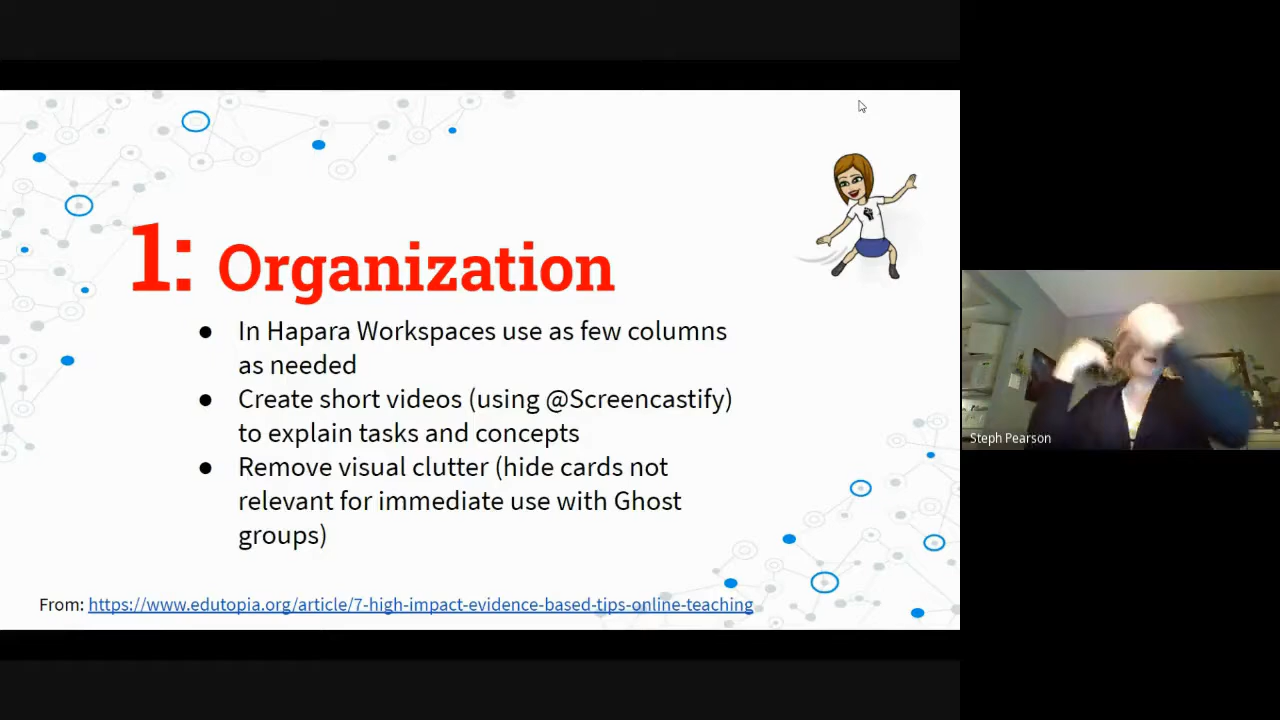 1: Organization
● In Hapara Workspaces use as few columns
as needed
● Create short videos (using @Screencastify)
to explain tasks and concepts
● Remove visual clutter (hide cards not
relevant for immediate use with Ghost
groups)
From: https://www.edutopia.org/article/7-high-impact-evidence-based-tips-online-teaching
Steph Pearson